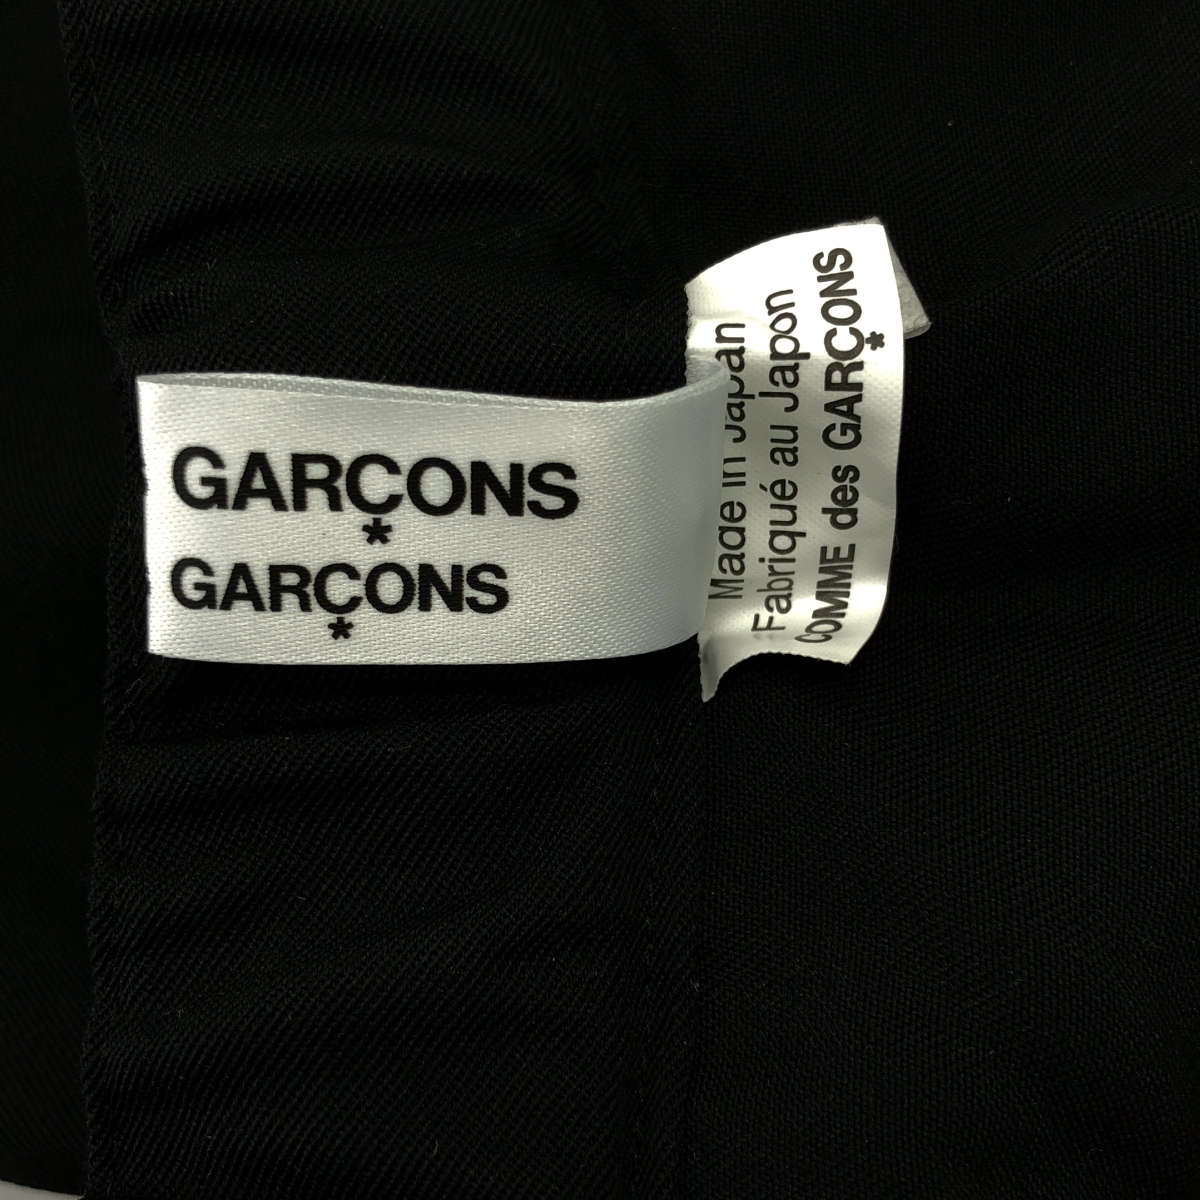 GARÇONS
*
GARÇONS
*
Made in Japan
Fabriqué au Japon
COMME des GARÇONS
*